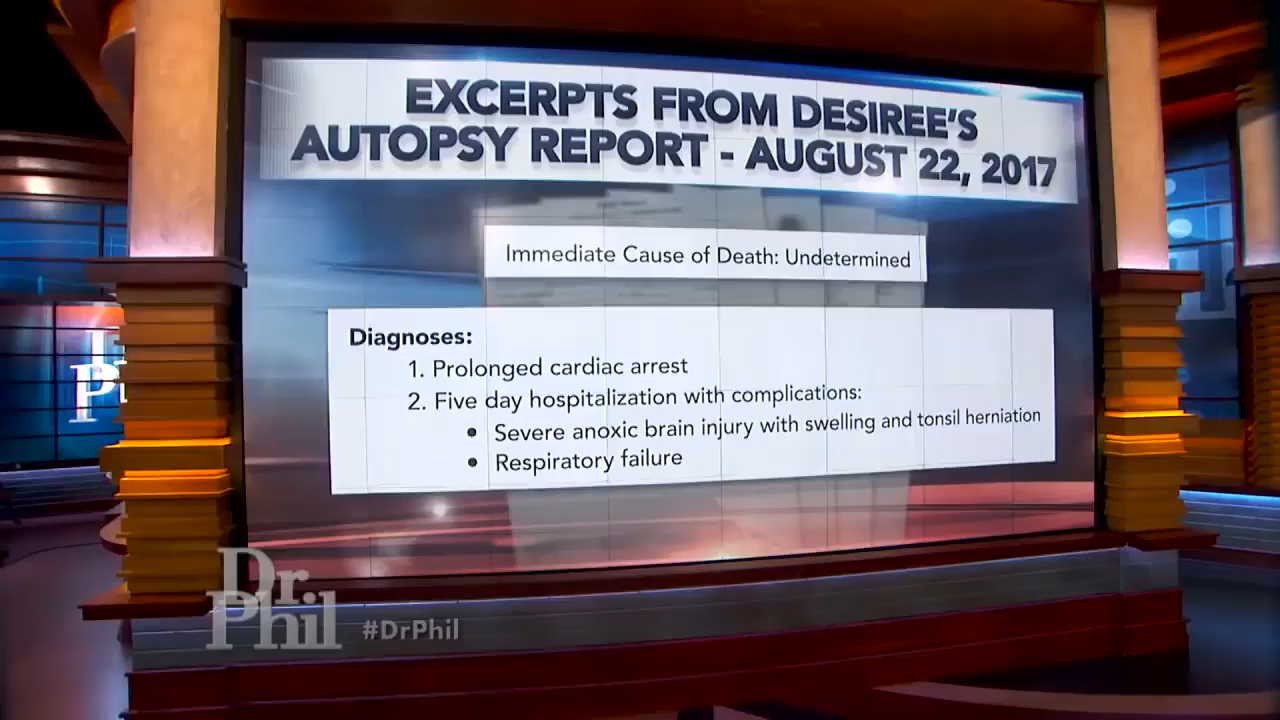 EXCERPTS FROM DESIREE'S
AUTOPSY REPORT - AUGUST 22, 2017
Immediate Cause of Death: Undetermined
Diagnoses:
1. Prolonged cardiac arrest
2. Five day hospitalization with complications:
• Severe anoxic brain injury with swelling and tonsil herniation
• Respiratory failure
Dr.
Phil
#DrPhil